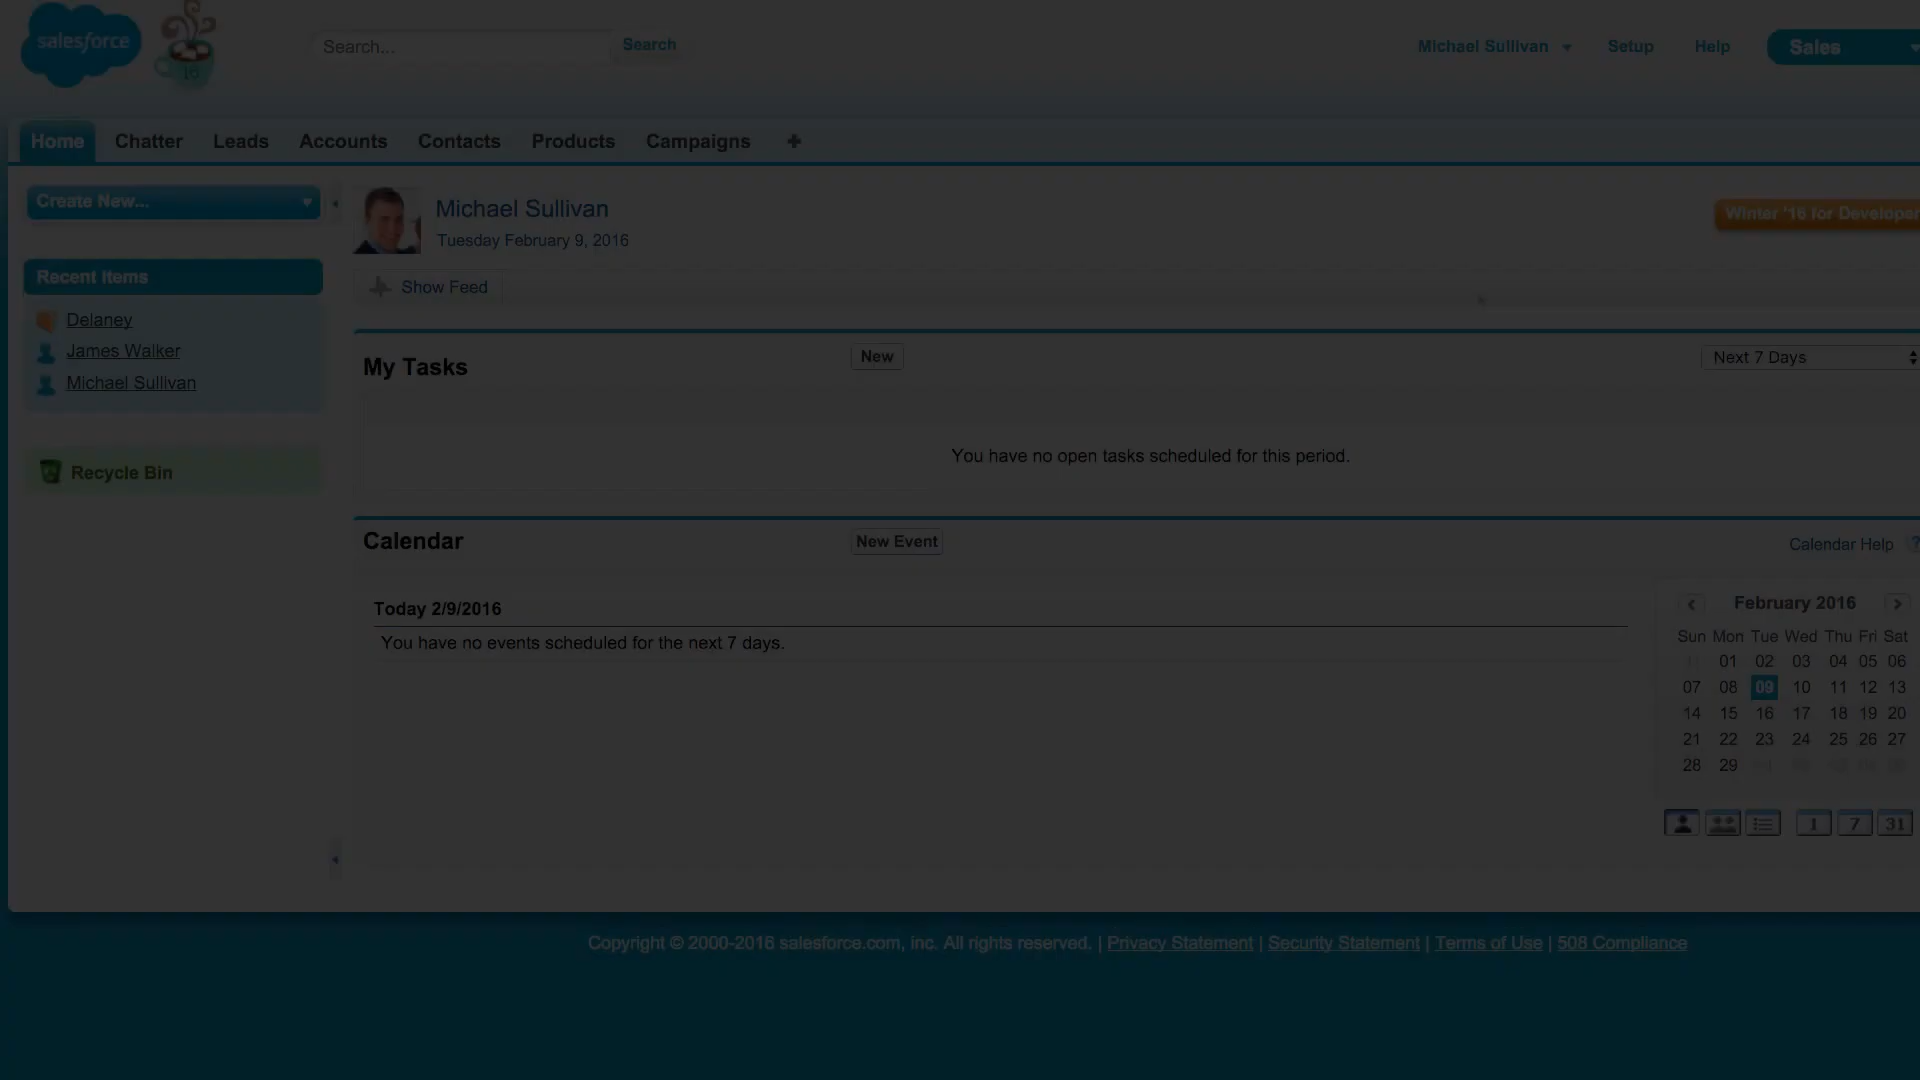 salesforce
16
Search...
Search
Michael Sullivan
Setup
Help
Sales
Home
Chatter
Leads
Accounts
Contacts
Products
Campaigns
Create New...
Michael Sullivan
Tuesday February 9, 2016
Winter '16 for Developer
Show Feed
Recent Items
Delaney
James Walker
Michael Sullivan
Recycle Bin
My Tasks
New
Next 7 Days
You have no open tasks scheduled for this period.
Calendar
New Event
Calendar Help ?
Today 2/9/2016
You have no events scheduled for the next 7 days.
February 2016
Sun Mon Tue Wed Thu Fri Sat
01 02 03 04 05 06
07 08 09 10 11 12 13
14 15 16 17 18 19 20
21 22 23 24 25 26 27
28 29
1 7 31
Copyright © 2000-2016 salesforce.com, inc. All rights reserved. | Privacy Statement | Security Statement | Terms of Use | 508 Compliance